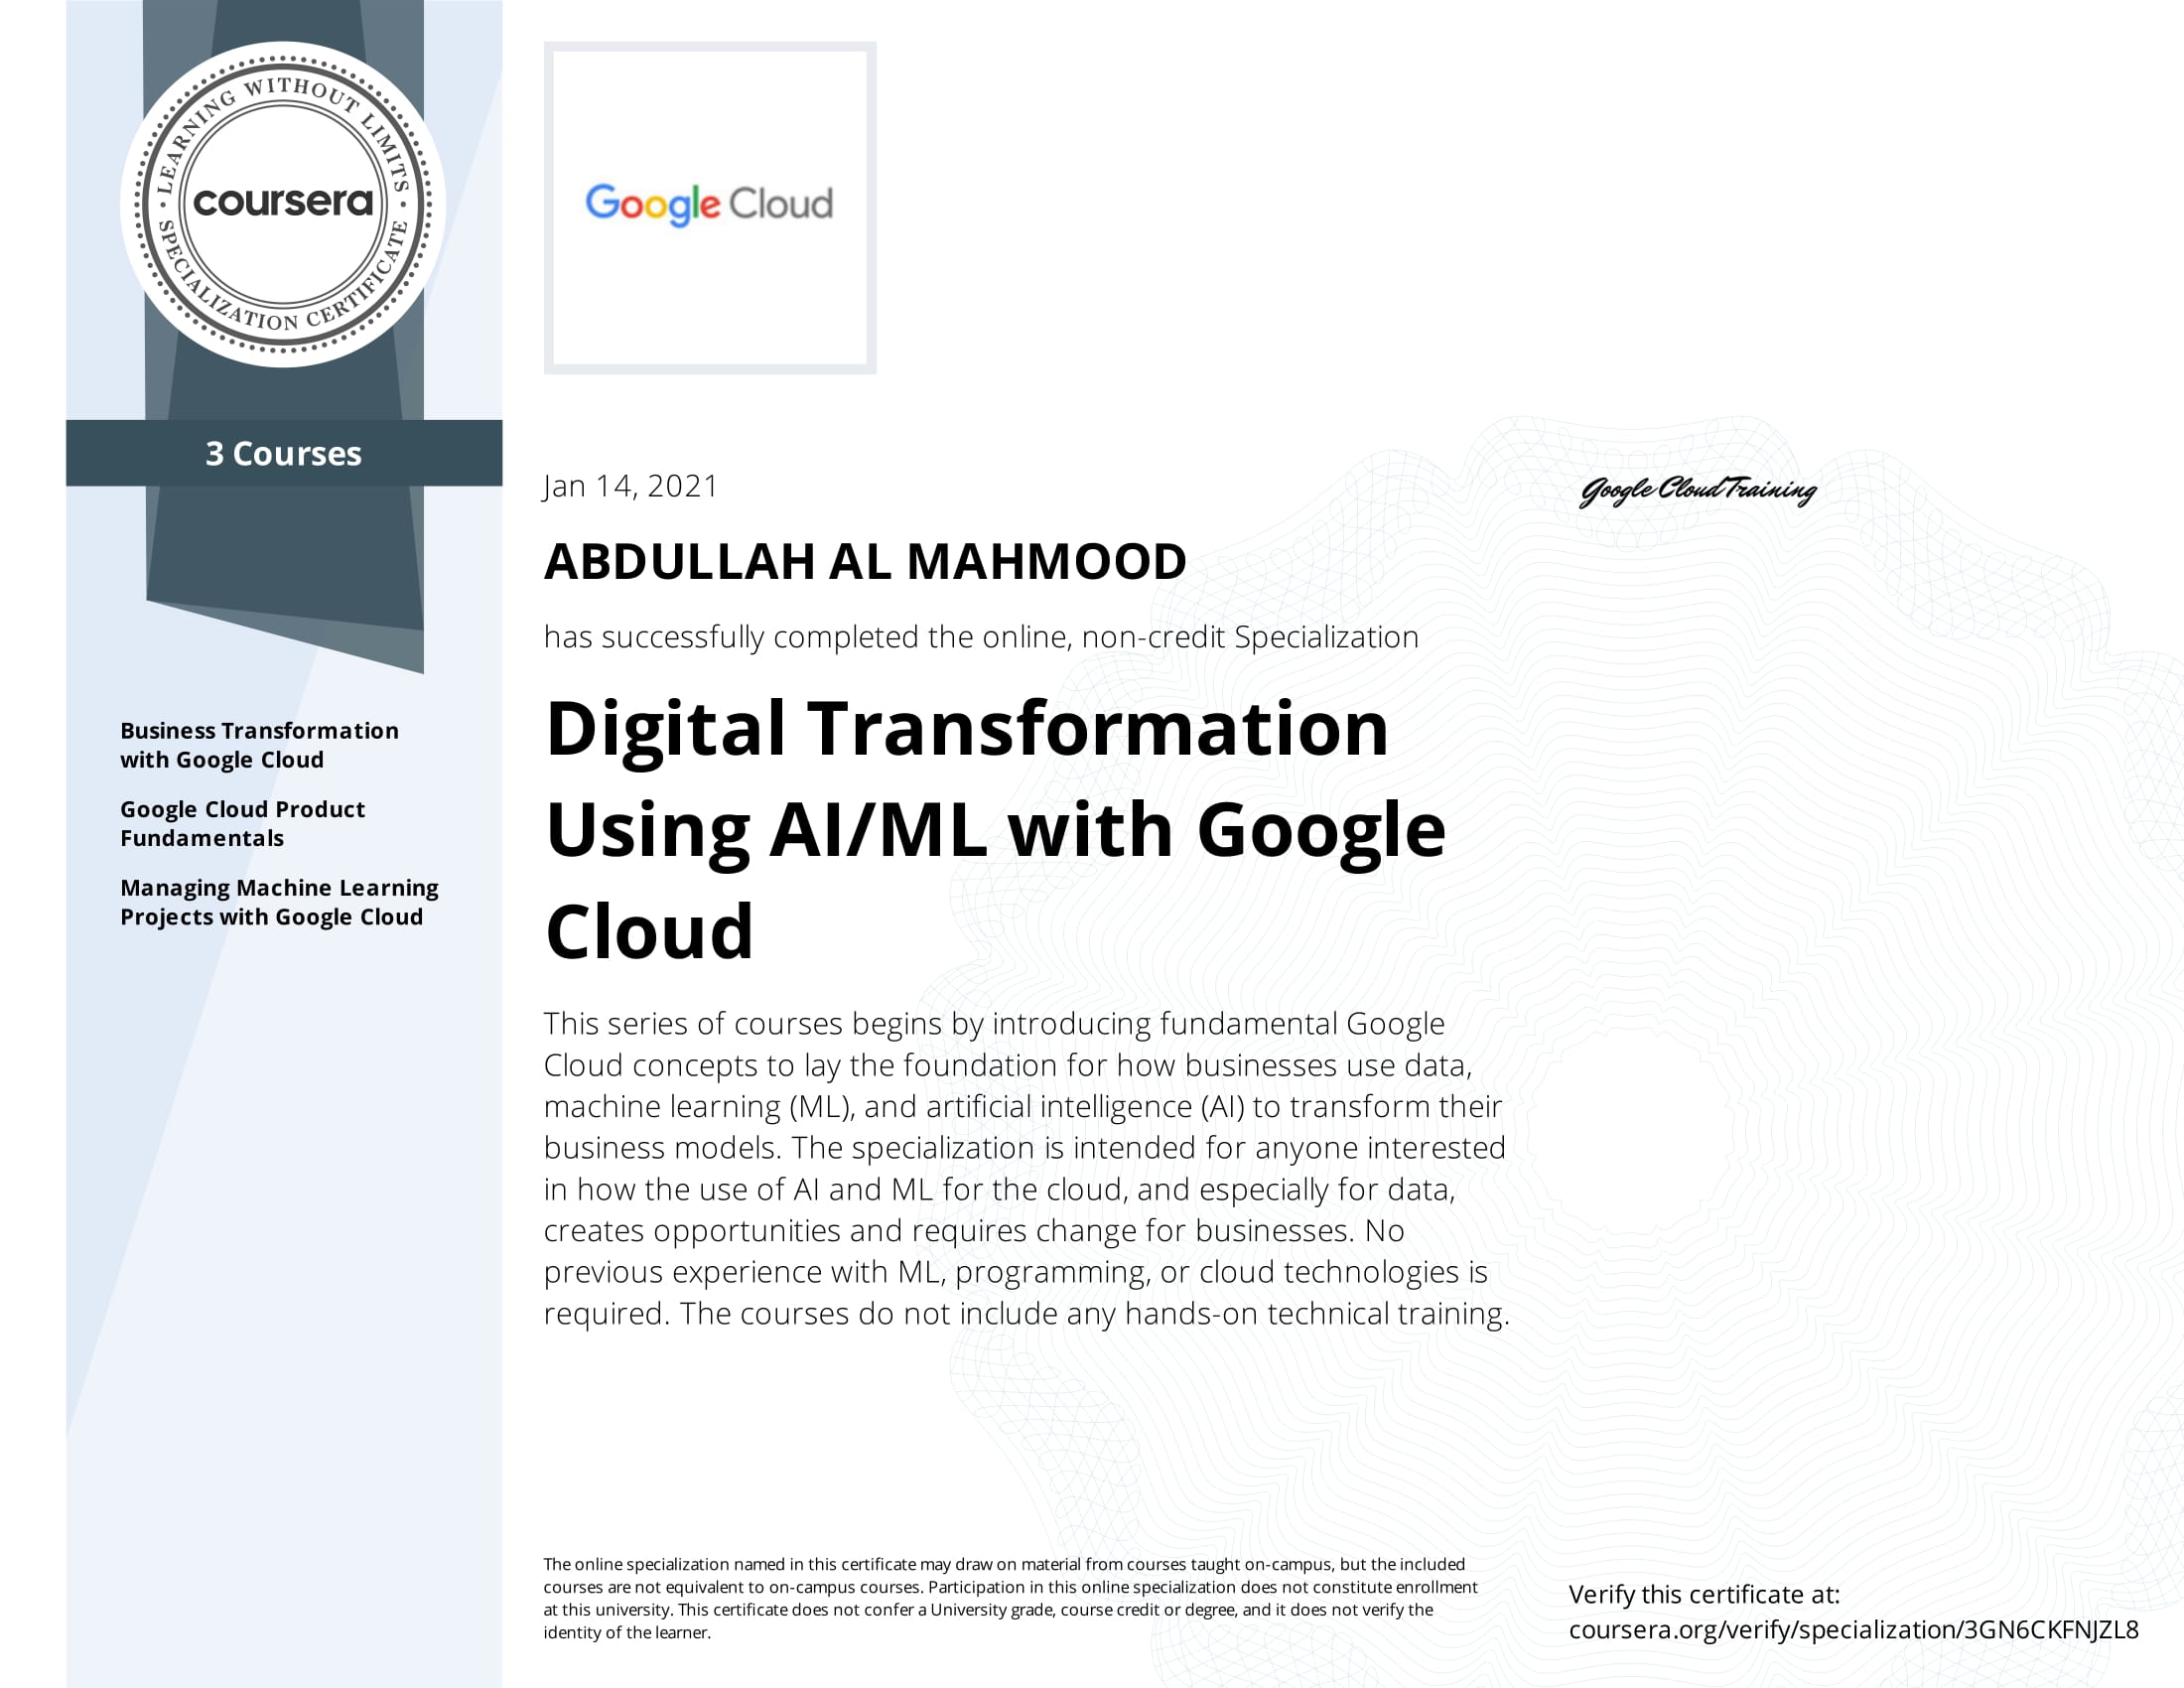 LEARNING WITHOUT LIMITS
coursera
SPECIALIZATION CERTIFICATE
3 Courses
Business Transformation
with Google Cloud
Google Cloud Product
Fundamentals
Managing Machine Learning
Projects with Google Cloud
Google Cloud
Jan 14, 2021
Google Cloud Training
ABDULLAH AL MAHMOOD
has successfully completed the online, non-credit Specialization
Digital Transformation
Using AI/ML with Google
Cloud
This series of courses begins by introducing fundamental Google
Cloud concepts to lay the foundation for how businesses use data,
machine learning (ML), and artificial intelligence (AI) to transform their
business models. The specialization is intended for anyone interested
in how the use of AI and ML for the cloud, and especially for data,
creates opportunities and requires change for businesses. No
previous experience with ML, programming, or cloud technologies is
required. The courses do not include any hands-on technical training.
The online specialization named in this certificate may draw on material from courses taught on-campus, but the included
courses are not equivalent to on-campus courses. Participation in this online specialization does not constitute enrollment
at this university. This certificate does not confer a University grade, course credit or degree, and it does not verify the
identity of the learner.
Verify this certificate at:
coursera.org/verify/specialization/3GN6CKFNJZL8